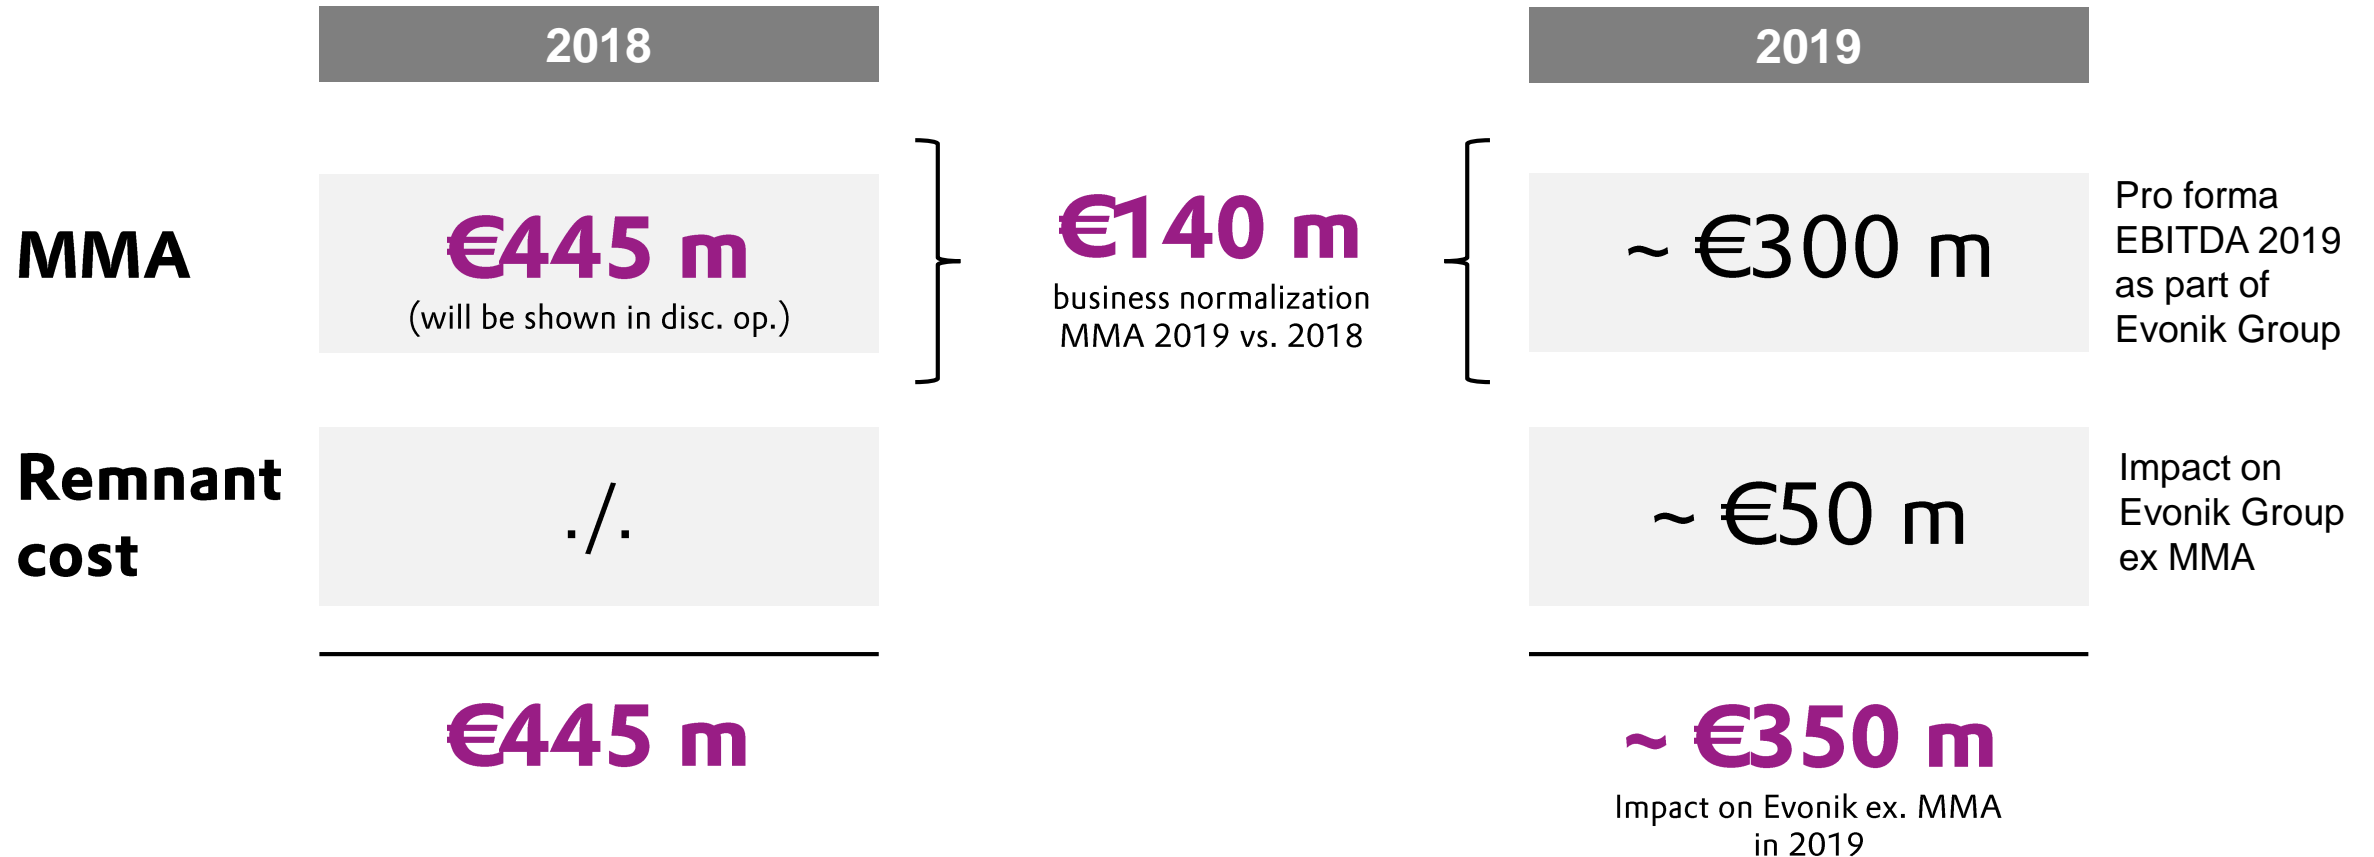 2018
2019
MMA
€445 m
(will be shown in disc. op.)
€140 m
business normalization
MMA 2019 vs. 2018
~ €300 m
Pro forma
EBITDA 2019
as part of
Evonik Group
Remnant
cost
./.
~ €50 m
Impact on
Evonik Group
ex MMA
€445 m
~ €350 m
Impact on Evonik ex. MMA
in 2019